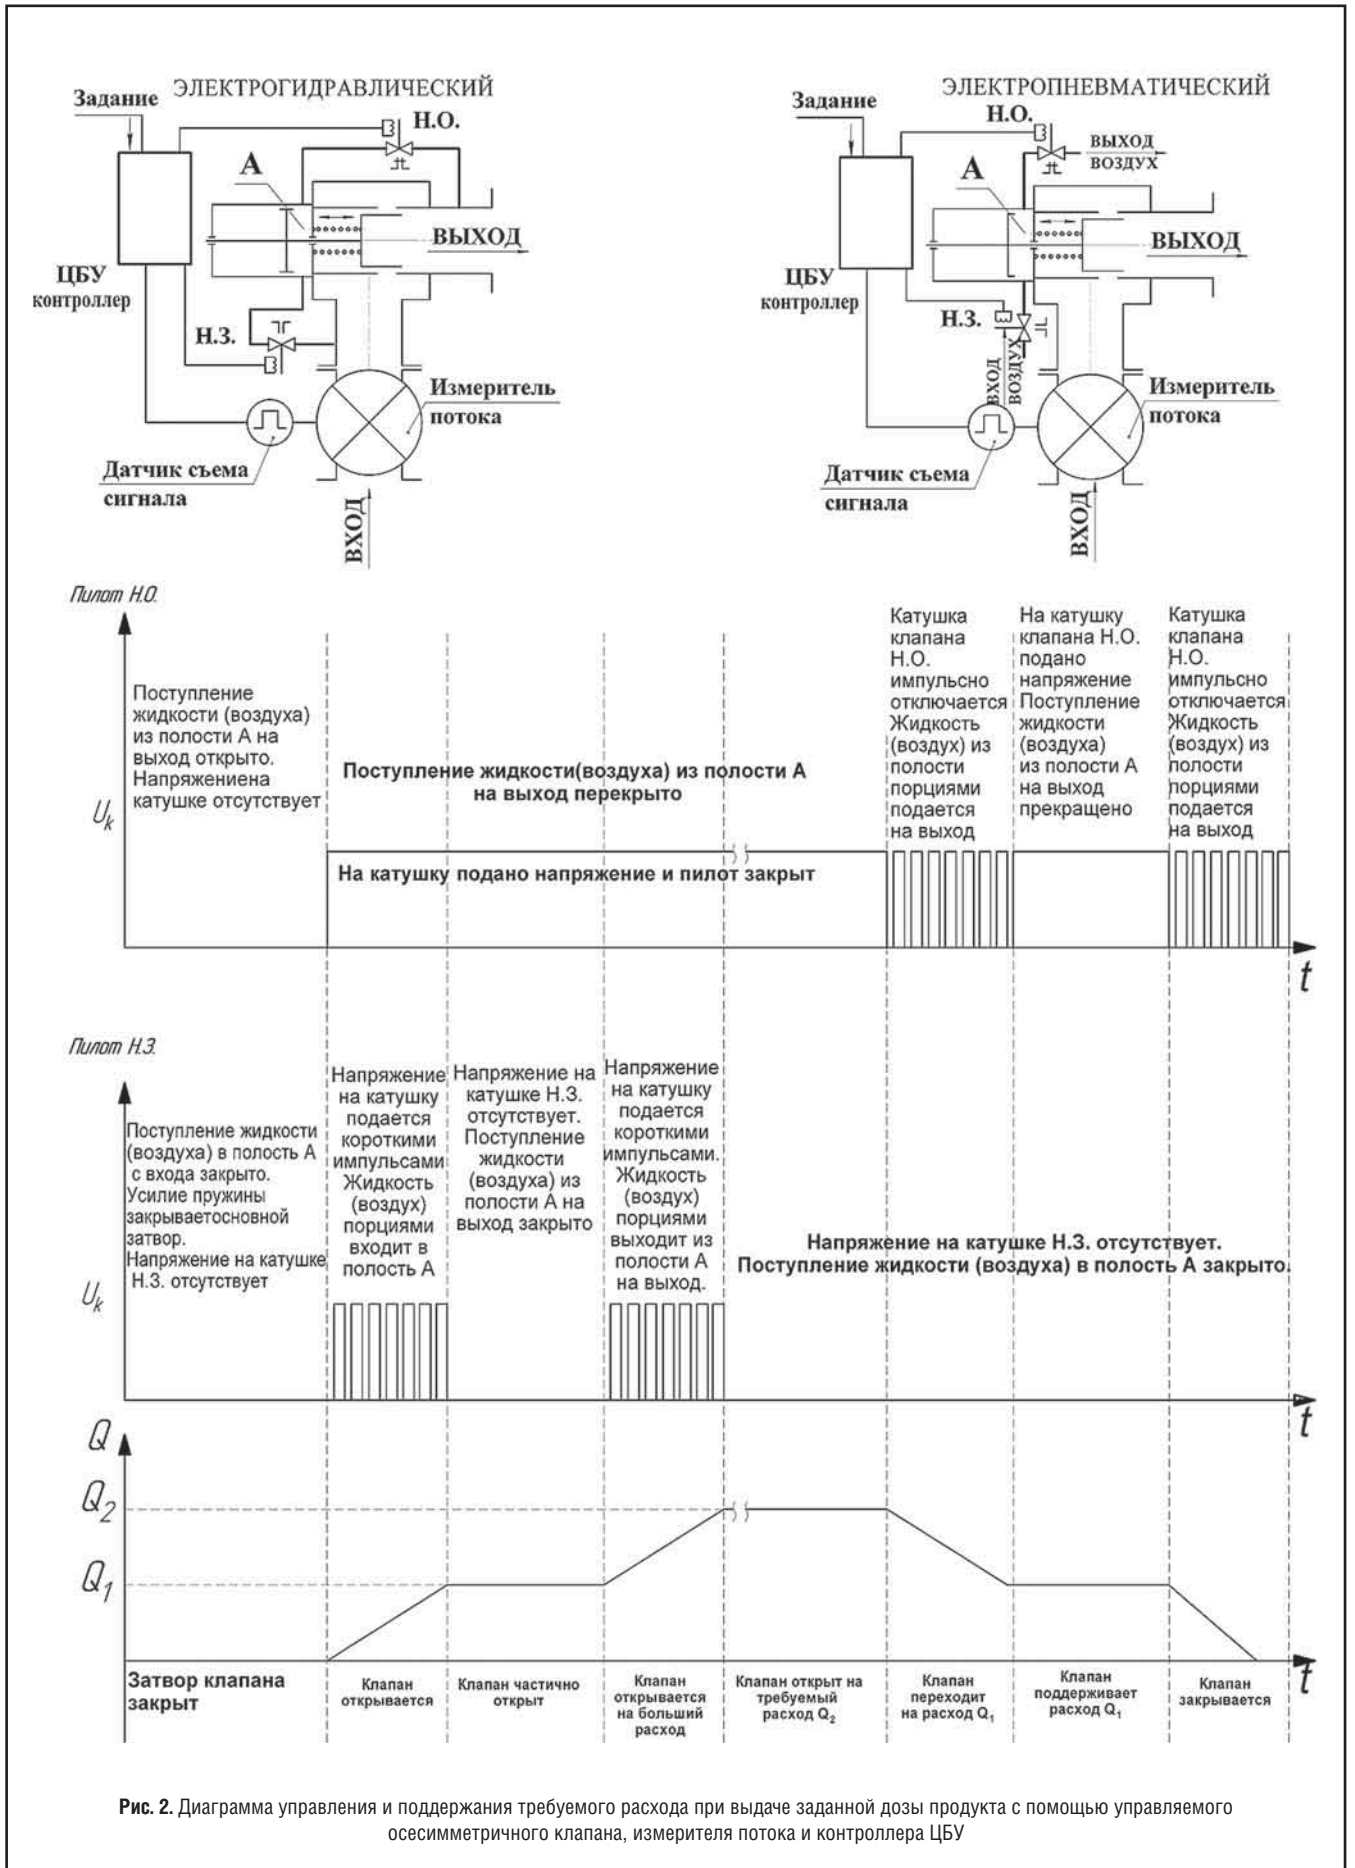 ЭЛЕКТРОГИДРАВЛИЧЕСКИЙ
Задание
Н.О.
А
ВЫХОД
ЦБУ
контроллер
Н.З.
Измеритель
потока
Датчик съема
сигнала
ВХОД
ЭЛЕКТРОПНЕВМАТИЧЕСКИЙ
Задание
Н.О.
ВЫХОД
ВОЗДУХ
А
ВЫХОД
ЦБУ
контроллер
Н.З.
ВХОД
ВОЗДУХ
Измеритель
потока
Датчик съема
сигнала
ВХОД
Пилот Н.О.
Поступление
жидкости (воздуха)
из полости А на
выход открыто.
Напряжениена
катушке отсутствует
Поступление жидкости(воздуха) из полости А
на выход перекрыто
На катушку подано напряжение и пилот закрыт
Катушка
клапана
Н.О.
импульсно
отключается
Жидкость
(воздух) из
полости
порциями
подается
на выход
На катушку
клапана Н.О.
подано
напряжение
Поступление
жидкости
(воздуха)
из полости А
на выход
прекращено
Катушка
клапана
Н.О.
импульсно
отключается
Жидкость
(воздух) из
полости
порциями
подается
на выход
Uk
t
Пилот Н.З.
Поступление жидкости
(воздуха) в полость А
с входа закрыто.
Усилие пружины
закрываетосновной
затвор.
Напряжение на катушке
Н.З. отсутствует
Напряжение
на катушку
подается
короткими
импульсами
Жидкость
(воздух)
порциями
входит в
полость А
Напряжение на
катушке Н.З.
отсутствует.
Поступление
жидкости
(воздуха) из
полости А на
выход закрыто
Напряжение
на катушку
подается
короткими
импульсами.
Жидкость
(воздух)
порциями
выходит из
полости А
на выход.
Напряжение на катушке Н.З. отсутствует.
Поступление жидкости (воздуха) в полость А закрыто.
Uk
t
Q
Q2
Q1
t
Затвор клапана
закрыт
Клапан
открывается
Клапан частично
открыт
Клапан
открывается
на больший
расход
Клапан открыт на
требуемый
расход Q2
Клапан
переходит
на расход Q1
Клапан
поддерживает
расход Q1
Клапан
закрывается
Рис. 2. Диаграмма управления и поддержания требуемого расхода при выдаче заданной дозы продукта с помощью управляемого
осесимметричного клапана, измерителя потока и контроллера ЦБУ